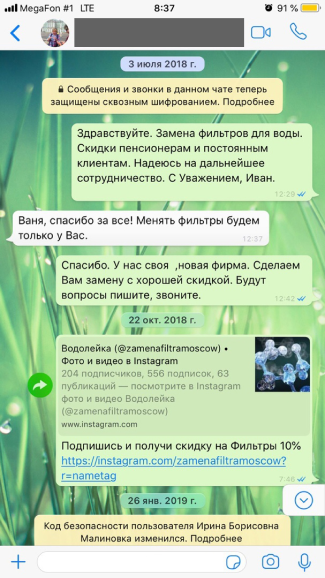 MegaFon #1 LTE 8:37 91 %
3 июля 2018 г.
Сообщения и звонки в данном чате теперь
защищены сквозным шифрованием. Подробнее
Здравствуйте. Замена фильтров для воды.
Скидки пенсионерам и постоянным
клиентам. Надеюсь на дальнейшее
сотрудничество. С Уважением, Иван.
12:29
Ваня, спасибо за все! Менять фильтры будем
только у Вас.
12:37
Спасибо. У нас своя ,новая фирма. Сделаем
Вам замену с хорошей скидкой. Будут
вопросы пишите, звоните.
12:42
22 окт. 2018 г.
Водолейка (@zamenafiltramoscow) •
Фото и видео в Instagram
204 подписчиков, 556 подписок, 63
публикаций — посмотрите в Instagram
фото и видео Водолейка
(@zamenafiltramoscow)
www.instagram.com
Подпишись и получи скидку на Фильтры 10%
https://instagram.com/zamenafiltramoscow?
r=nametag
7:46
26 янв. 2019 г.
Код безопасности пользователя Ирина Борисовна
Малиновка изменился. Подробнее